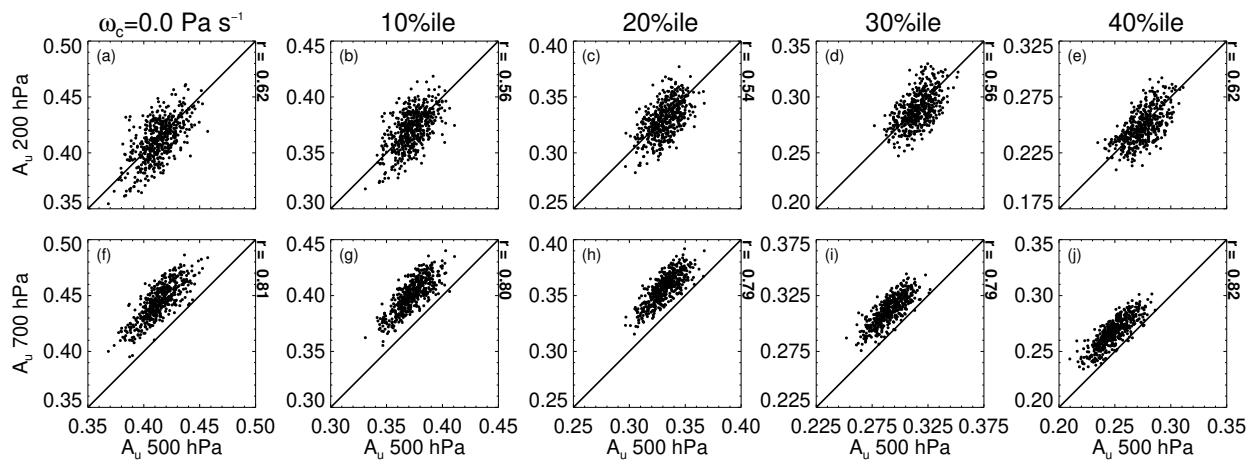 ω_c=0.0 Pa s⁻¹ 10%ile 20%ile 30%ile 40%ile
A_u 200 hPa
(a) 0.50 0.45 0.40 0.35 r = 0.62
(b) 0.45 0.40 0.35 0.30 r = 0.56
(c) 0.40 0.35 0.30 0.25 r = 0.54
(d) 0.35 0.30 0.25 0.20 r = 0.56
(e) 0.325 0.275 0.225 0.175 r = 0.62
A_u 700 hPa
(f) 0.50 0.45 0.40 0.35 r = 0.81
(g) 0.45 0.40 0.35 0.30 r = 0.80
(h) 0.40 0.35 0.30 0.25 r = 0.79
(i) 0.375 0.325 0.275 0.225 r = 0.79
(j) 0.35 0.30 0.25 0.20 r = 0.82
0.35 0.40 0.45 0.50 0.30 0.35 0.40 0.45 0.25 0.30 0.35 0.40 0.225 0.275 0.325 0.375 0.20 0.25 0.30 0.35
A_u 500 hPa A_u 500 hPa A_u 500 hPa A_u 500 hPa A_u 500 hPa